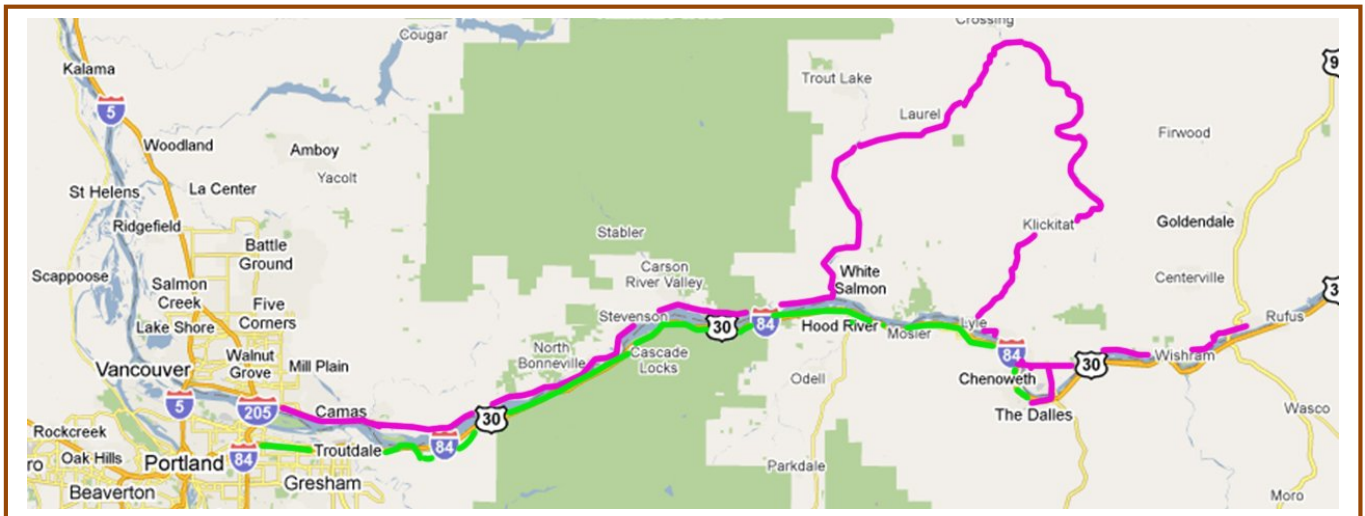 Crossing
Cougar
9
Kalama
Trout Lake
5
Laurel
Woodland
Amboy
Firwood
Yacolt
St Helens
La Center
Ridgefield
Klickitat
Goldendale
Stabler
Battle
Ground
Scappoose
Carson
River Valley
White
Salmon
Centerville
Salmon
Creek
Five
Corners
3
Lake Shore
Stevenson
30
84
Hood River
Mosier
Lyle
Rufus
Walnut
Grove
Mill Plain
North
Bonneville
Cascade
Locks
84
Wishram
Vancouver
Odell
Chenoweth
30
5
205
Camas
30
The Dalles
Wasco
Rockcreek
84
Troutdale
84
ro
Oak Hills
Portland
Gresham
Parkdale
Beaverton
Moro